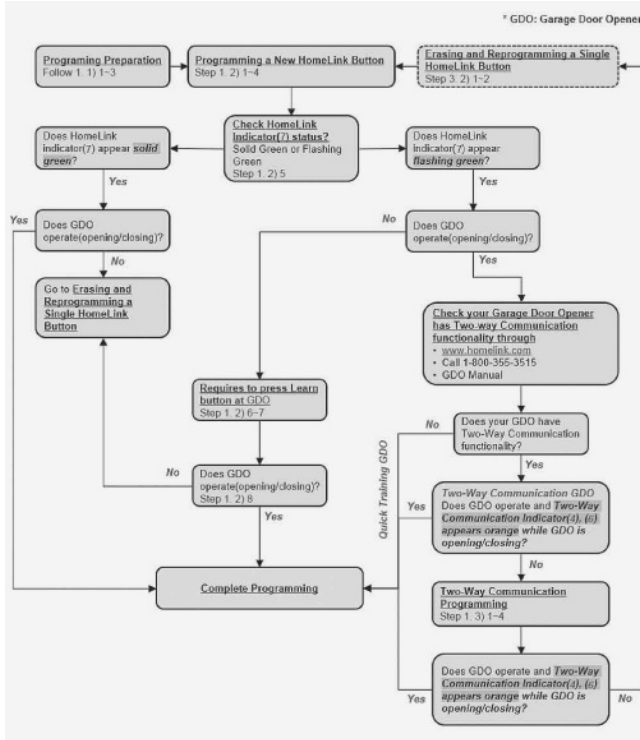 * GDO: Garage Door Opener
Programing Preparation
Follow 1. 1) 1~3
Programming a New HomeLink Button
Step 1. 2) 1~4
Erasing and Reprogramming a Single
HomeLink Button
Step 3. 2) 1~2
Does HomeLink
indicator(7) appear solid
green?
Check HomeLink
Indicator(7) status?
Solid Green or Flashing
Green
Step 1. 2) 5
Does HomeLink
indicator(7) appear
flashing green?
Yes
Yes
Yes
Does GDO
operate(opening/closing)?
No
Does GDO
operate(opening/closing)?
No
Yes
Go to Erasing and
Reprogramming a
Single HomeLink
Button
Check your Garage Door Opener
has Two-way Communication
functionality through
• www.homelink.com
• Call 1-800-355-3515
• GDO Manual
Requires to press Learn
button at GDO
Step 1. 2) 6~7
No
Does your GDO have
Two-Way Communication
functionality?
No
Does GDO
operate(opening/closing)?
Step 1. 2) 8
Quick Training GDO
Yes
Yes
Yes
Two-Way Communication GDO
Does GDO operate and Two-Way
Communication Indicator(4), (6)
appears orange while GDO is
opening/closing?
No
Complete Programming
Two-Way Communication
Programming
Step 1. 3) 1~4
Does GDO operate and Two-Way
Communication Indicator(4), (6)
appears orange while GDO is
opening/closing?
Yes
No